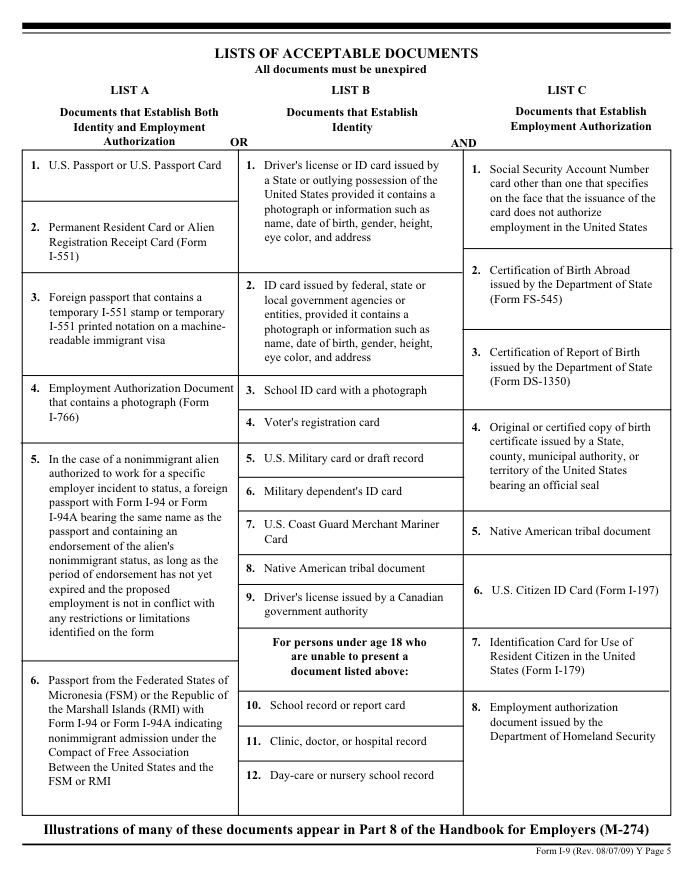 LISTS OF ACCEPTABLE DOCUMENTS
All documents must be unexpired
LIST A
Documents that Establish Both
Identity and Employment
Authorization
OR
LIST B
Documents that Establish
Identity
AND
LIST C
Documents that Establish
Employment Authorization
1. U.S. Passport or U.S. Passport Card
2. Permanent Resident Card or Alien
Registration Receipt Card (Form
I-551)
3. Foreign passport that contains a
temporary I-551 stamp or temporary
I-551 printed notation on a machine-
readable immigrant visa
4. Employment Authorization Document
that contains a photograph (Form
I-766)
5. In the case of a nonimmigrant alien
authorized to work for a specific
employer incident to status, a foreign
passport with Form I-94 or Form
I-94A bearing the same name as the
passport and containing an
endorsement of the alien's
nonimmigrant status, as long as the
period of endorsement has not yet
expired and the proposed
employment is not in conflict with
any restrictions or limitations
identified on the form
6. Passport from the Federated States of
Micronesia (FSM) or the Republic of
the Marshall Islands (RMI) with
Form I-94 or Form I-94A indicating
nonimmigrant admission under the
Compact of Free Association
Between the United States and the
FSM or RMI
1. Driver's license or ID card issued by
a State or outlying possession of the
United States provided it contains a
photograph or information such as
name, date of birth, gender, height,
eye color, and address
2. ID card issued by federal, state or
local government agencies or
entities, provided it contains a
photograph or information such as
name, date of birth, gender, height,
eye color, and address
3. School ID card with a photograph
4. Voter's registration card
5. U.S. Military card or draft record
6. Military dependent's ID card
7. U.S. Coast Guard Merchant Mariner
Card
8. Native American tribal document
9. Driver's license issued by a Canadian
government authority
For persons under age 18 who
are unable to present a
document listed above:
10. School record or report card
11. Clinic, doctor, or hospital record
12. Day-care or nursery school record
1. Social Security Account Number
card other than one that specifies
on the face that the issuance of the
card does not authorize
employment in the United States
2. Certification of Birth Abroad
issued by the Department of State
(Form FS-545)
3. Certification of Report of Birth
issued by the Department of State
(Form DS-1350)
4. Original or certified copy of birth
certificate issued by a State,
county, municipal authority, or
territory of the United States
bearing an official seal
5. Native American tribal document
6. U.S. Citizen ID Card (Form I-197)
7. Identification Card for Use of
Resident Citizen in the United
States (Form I-179)
8. Employment authorization
document issued by the
Department of Homeland Security
Illustrations of many of these documents appear in Part 8 of the Handbook for Employers (M-274)
Form I-9 (Rev. 08/07/09) Y Page 5